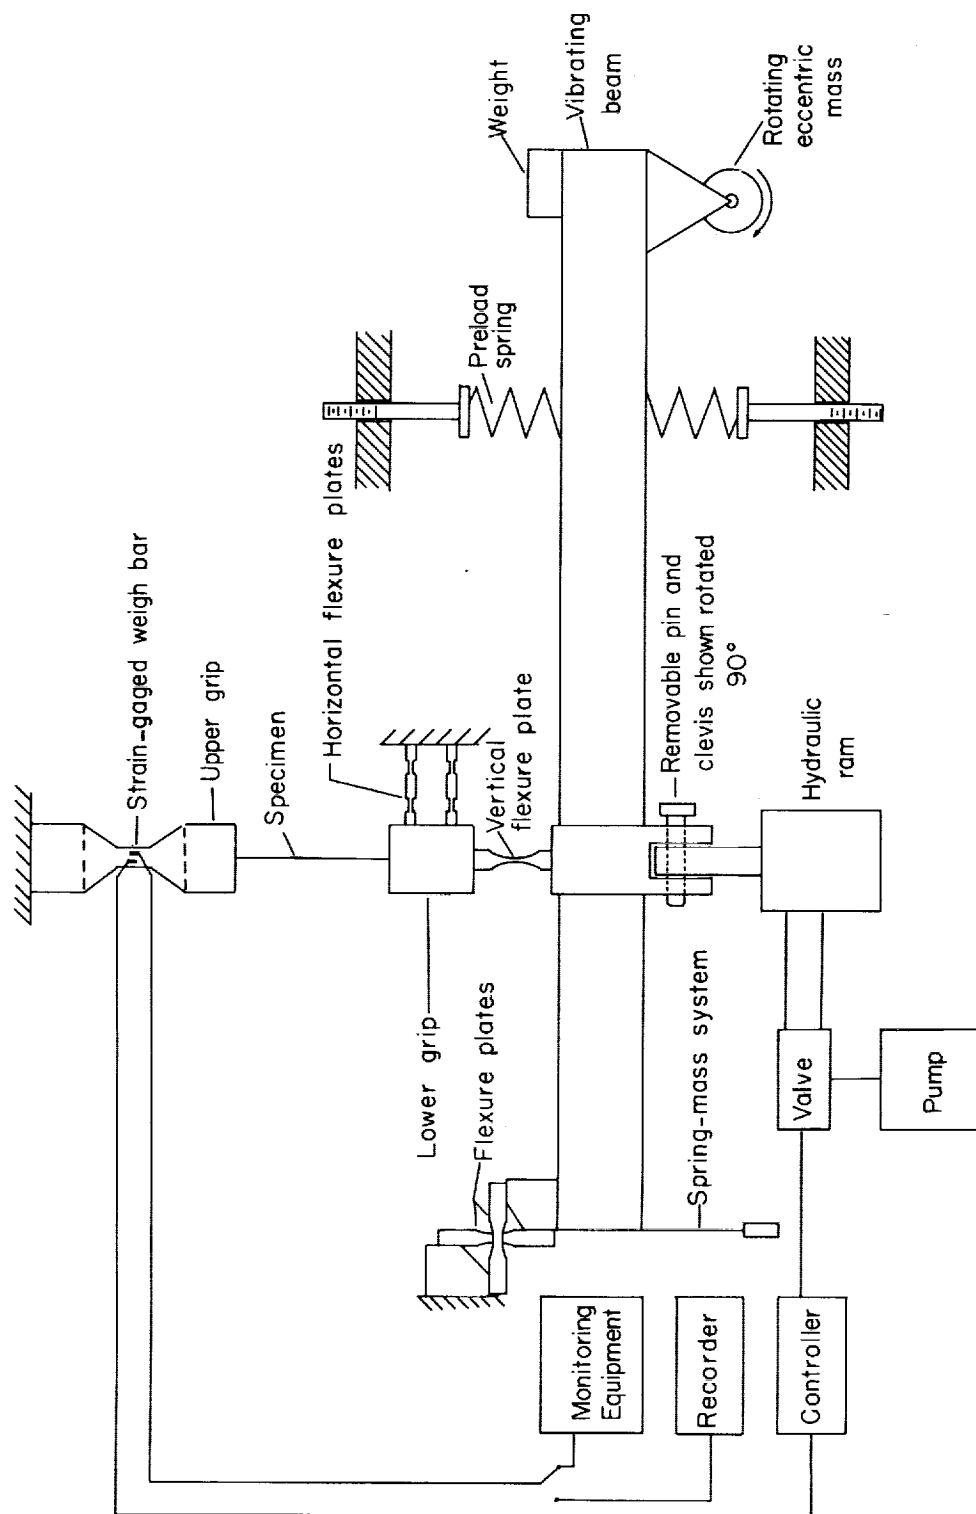 Strain-gaged weigh bar
Upper grip
Specimen
Horizontal flexure plates
Lower grip
Flexure plates
Vertical
flexure plate
Preload
spring
Weight
Vibrating
beam
Rotating
eccentric
mass
Removable pin and
clevis shown rotated
90°
Spring-mass system
Hydraulic
ram
Monitoring
Equipment
Recorder
Controller
Valve
Pump